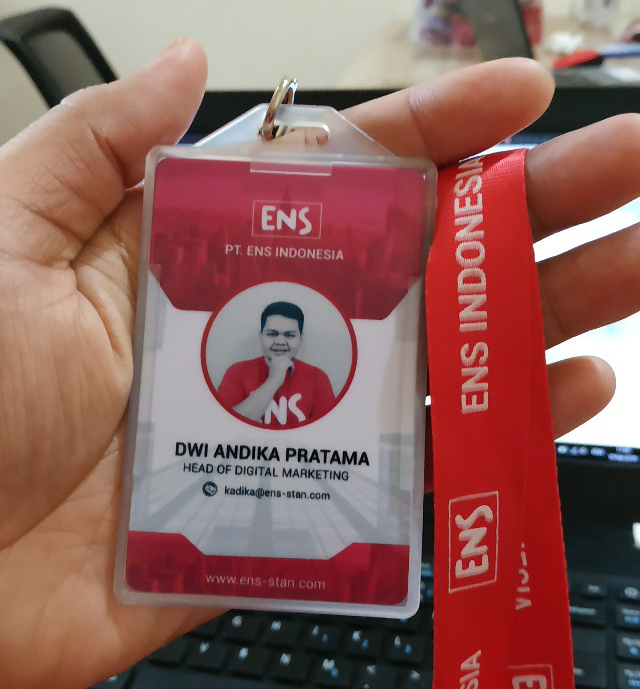 ENS
PT. ENS INDONESIA
ENS
DWI ANDIKA PRATAMA
HEAD OF DIGITAL MARKETING
kadika@ens-stan.com
www.ens-stan.com
ENS INDONESIA
ENS